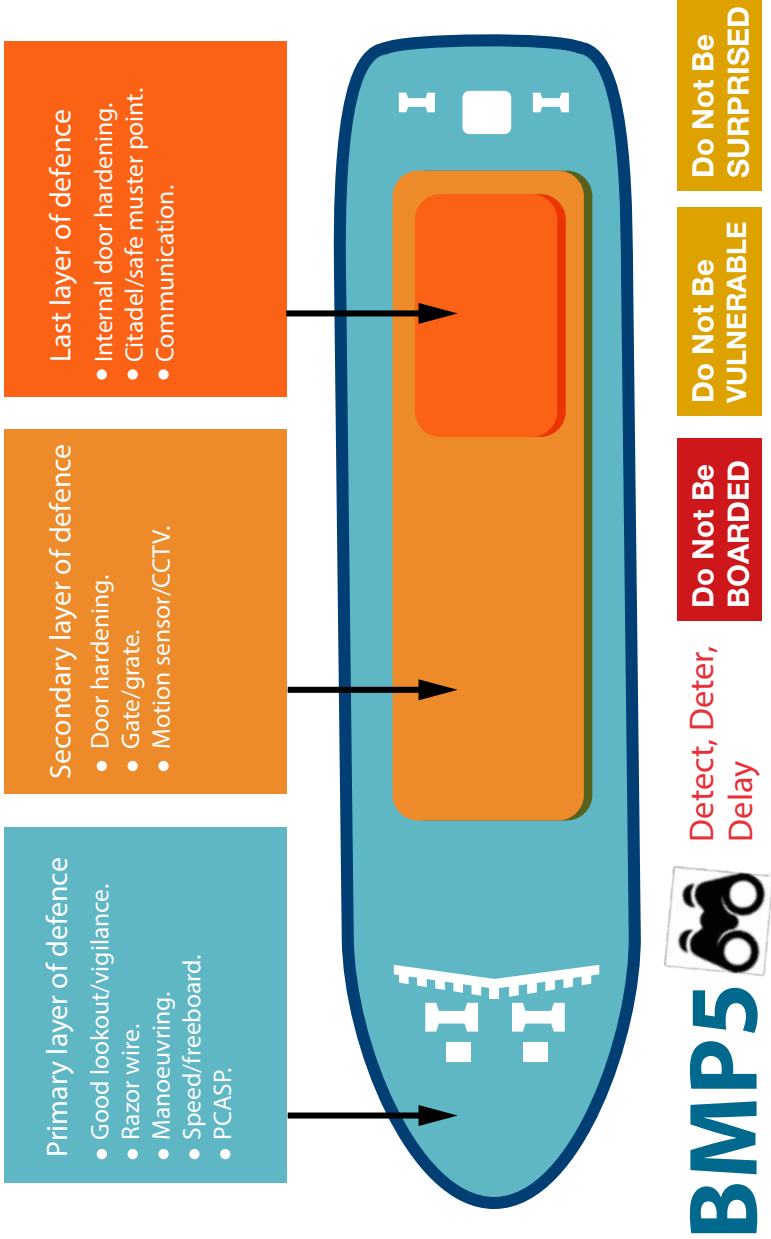 Primary layer of defence
• Good lookout/vigilance.
• Razor wire.
• Manoeuvring.
• Speed/freeboard.
• PCASP.
Secondary layer of defence
• Door hardening.
• Gate/grate.
• Motion sensor/CCTV.
Last layer of defence
• Internal door hardening.
• Citadel/safe muster point.
• Communication.
BMP5
Detect, Deter,
Delay
Do Not Be
BOARDED
Do Not Be
VULNERABLE
Do Not Be
SURPRISED